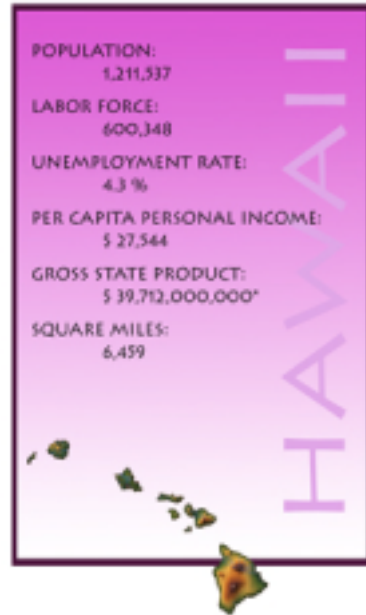 POPULATION:
1,211,537
LABOR FORCE:
600,348
UNEMPLOYMENT RATE:
4.3 %
PER CAPITA PERSONAL INCOME:
$ 27,544
GROSS STATE PRODUCT:
$ 39,712,000,000*
SQUARE MILES:
6,459
HAWAII